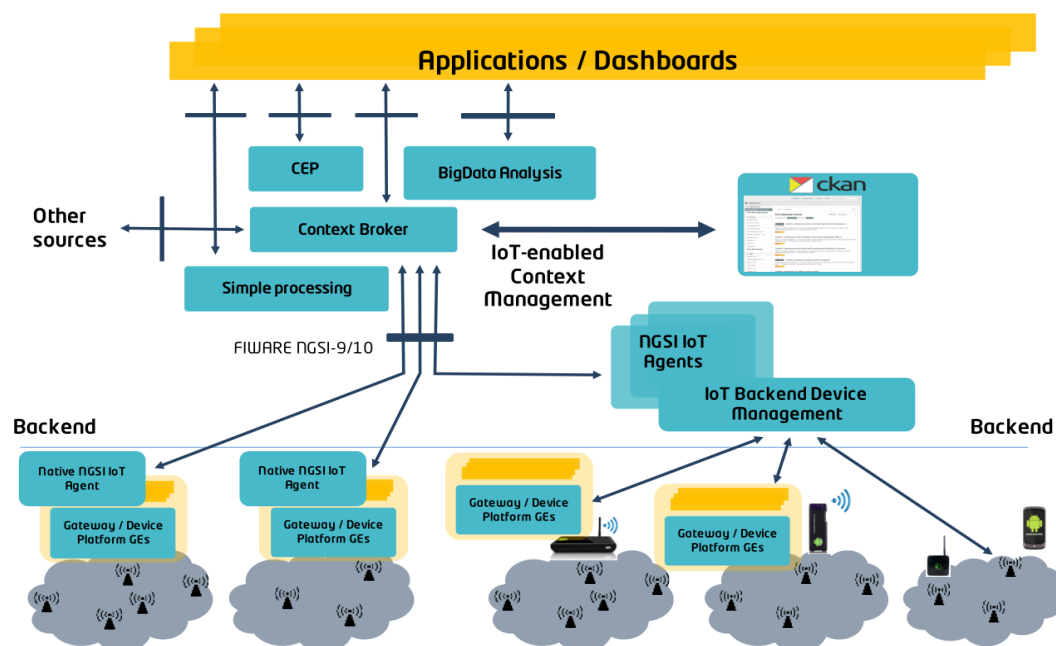 Applications / Dashboards
CEP
BigData Analysis
ckan
Other
sources
Context Broker
IoT-enabled
Context
Management
Simple processing
FIWARE NGSI-9/10
NGSI IoT
Agents
IoT Backend Device
Management
Backend
Backend
Native NGSI IoT
Agent
Gateway / Device
Platform GEs
Native NGSI IoT
Agent
Gateway / Device
Platform GEs
Gateway / Device
Platform GEs
Gateway / Device
Platform GEs